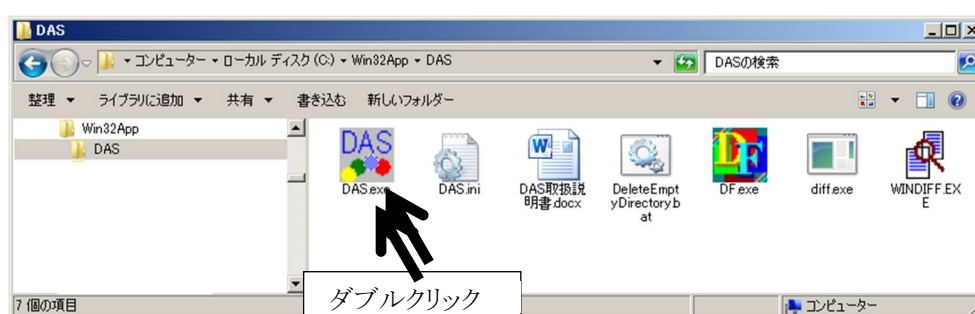 DAS
コンピューター ▾ ローカル ディスク (C:) ▾ Win32App ▾ DAS
DASの検索
整理 ▼ ライブラリに追加 ▼ 共有 ▼ 書き込む 新しいフォルダー
Win32App
DAS
DAS
DAS.exe
DAS.ini
DAS取扱説
明書.docx
DeleteEmpt
yDirectory.b
at
DF
DF.exe
diff.exe
WINDIFF.EX
E
ダブルクリック
7 個の項目
コンピューター